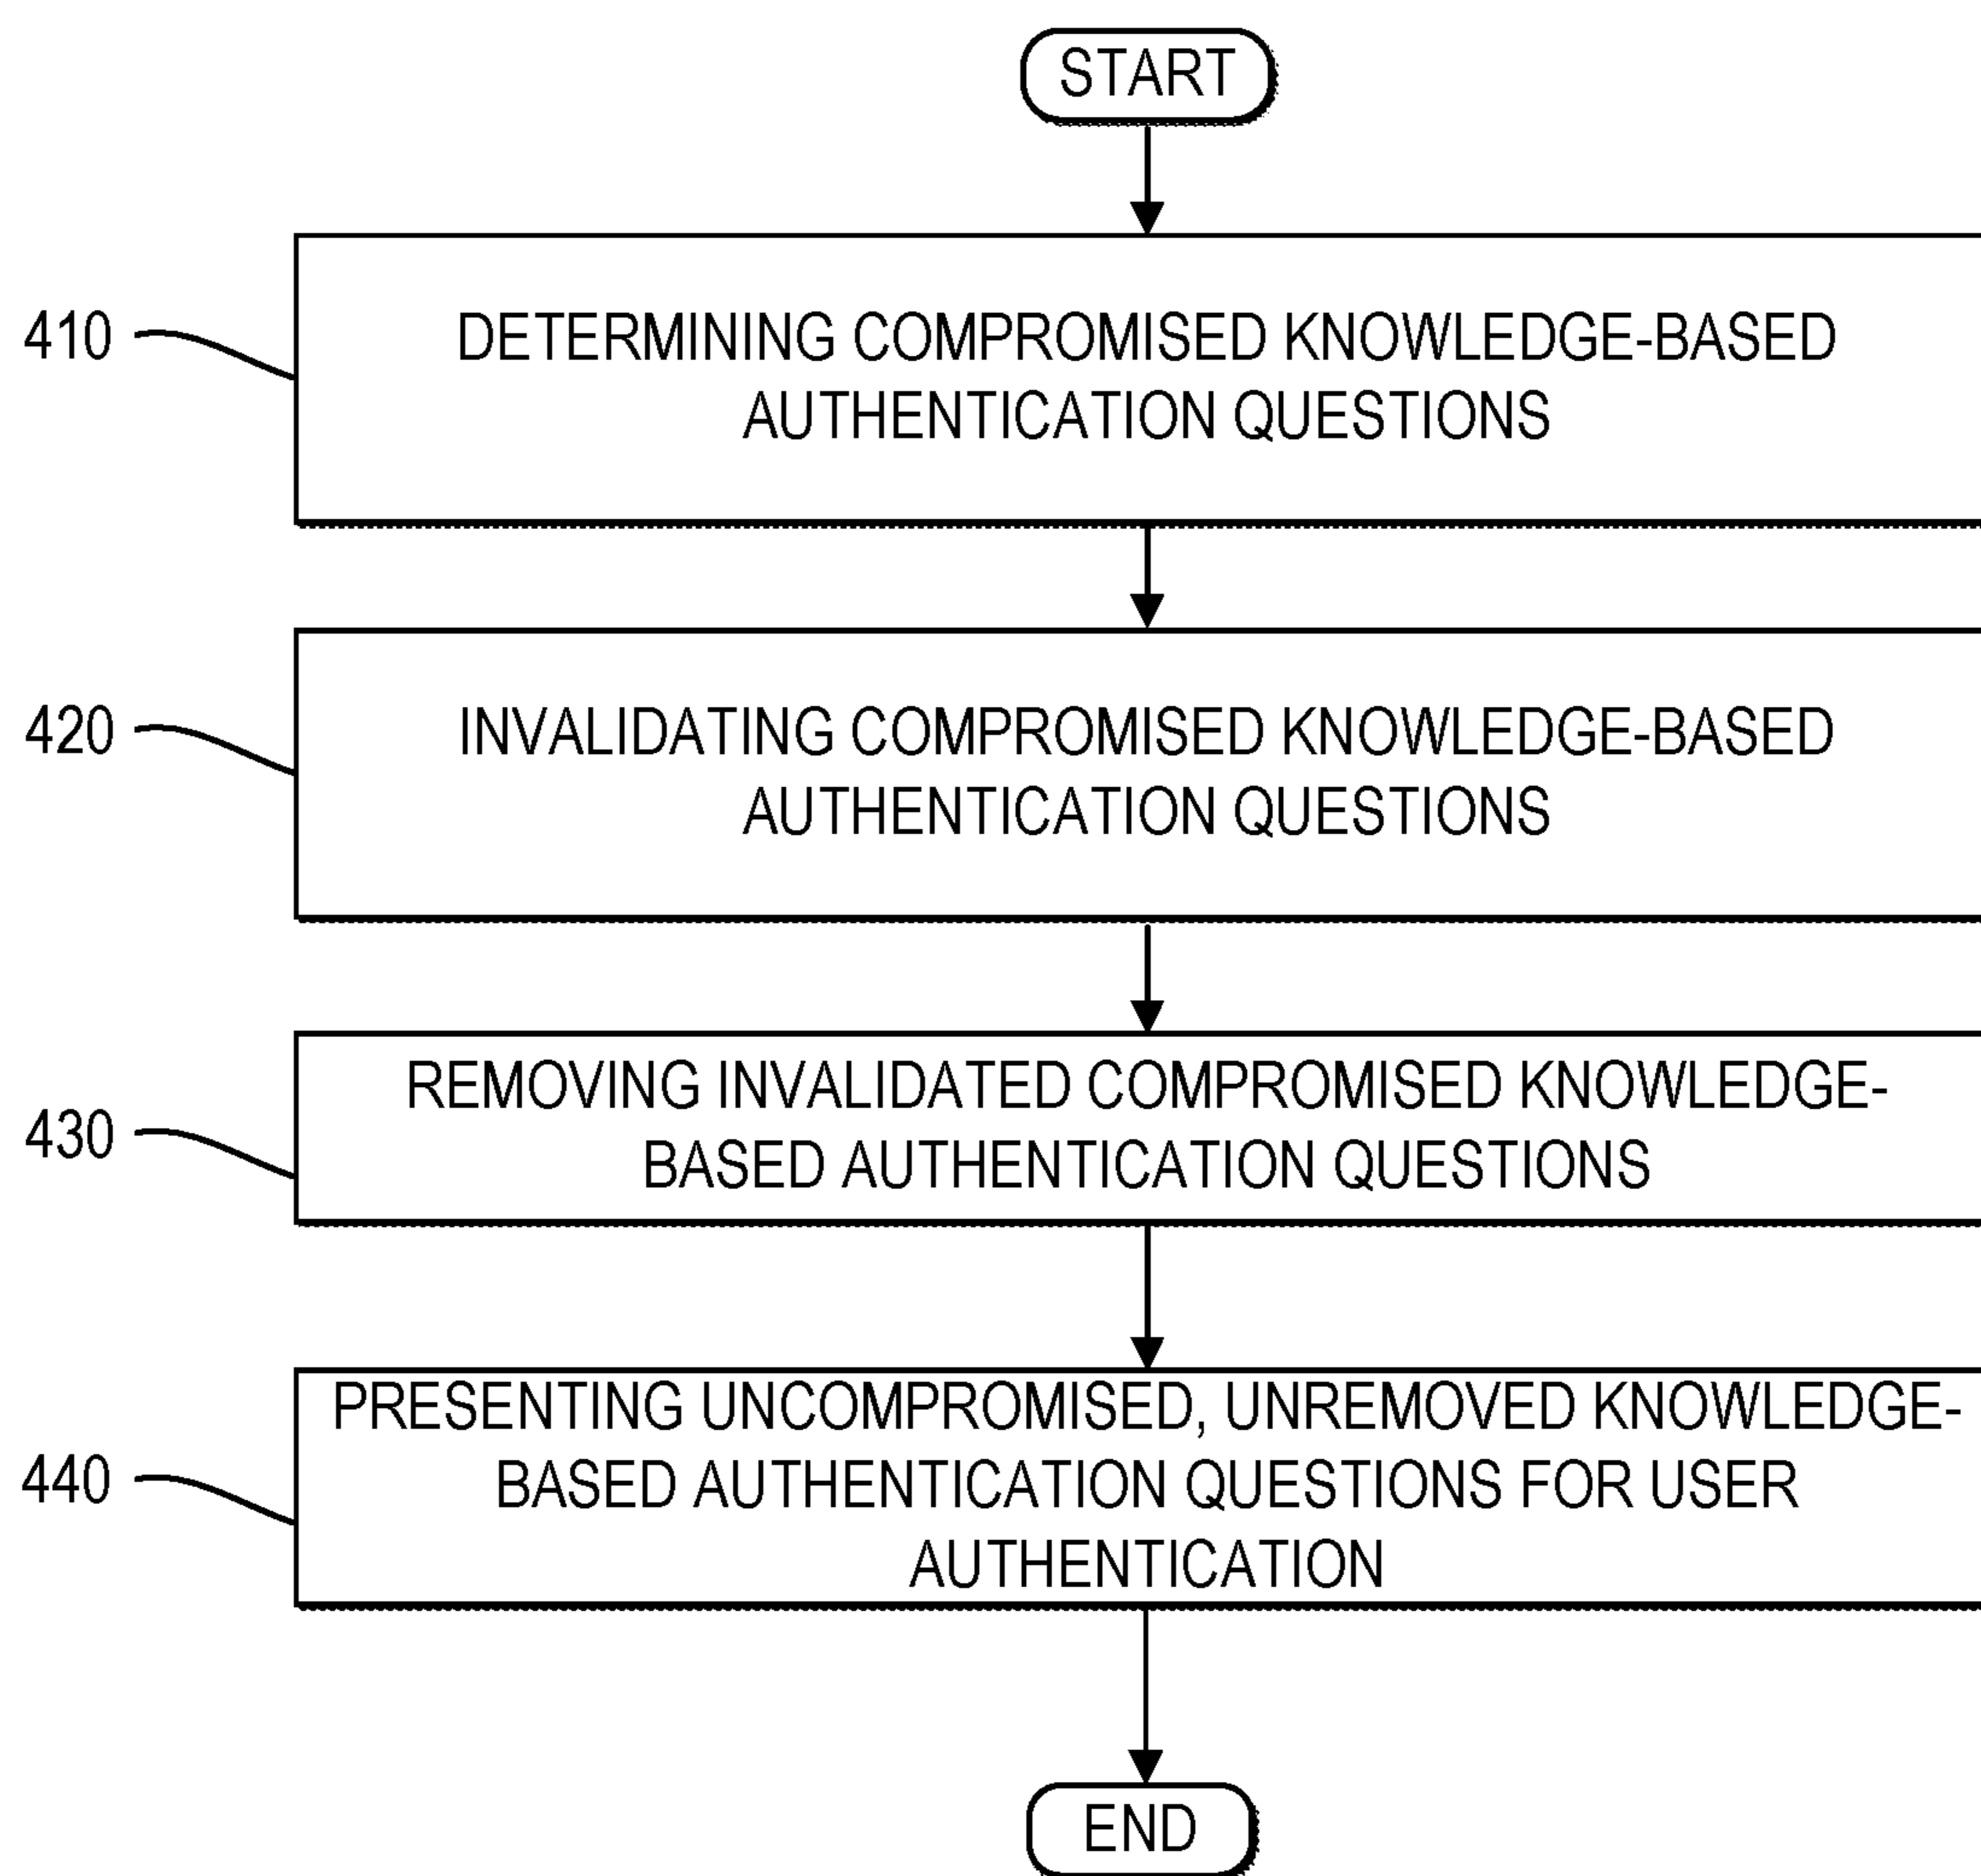 START
410
DETERMINING COMPROMISED KNOWLEDGE-BASED
AUTHENTICATION QUESTIONS
420
INVALIDATING COMPROMISED KNOWLEDGE-BASED
AUTHENTICATION QUESTIONS
430
REMOVING INVALIDATED COMPROMISED KNOWLEDGE-
BASED AUTHENTICATION QUESTIONS
440
PRESENTING UNCOMPROMISED, UNREMOVED KNOWLEDGE-
BASED AUTHENTICATION QUESTIONS FOR USER
AUTHENTICATION
END